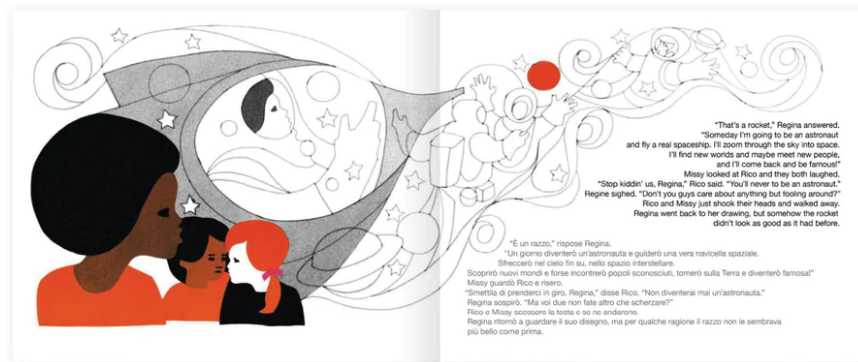 "That's a rocket," Regina answered.
"Someday I'm going to be an astronaut
and fly a real spaceship. I'll zoom through the sky into space.
I'll find new worlds and maybe meet new people,
and I'll come back and be famous!"
Missy looked at Rico and they both laughed.
"Stop kiddin' us, Regina," Rico said. "You'll never to be an astronaut."
Regine sighed. "Don't you guys care about anything but fooling around?"
Rico and Missy just shook their heads and walked away.
Regina went back to her drawing, but somehow the rocket
didn't look as good as it had before.
"È un razzo," rispose Regina.
"Un giorno diventerò un'astronauta e guiderò una vera navicella spaziale.
Sfreccerò nel cielo fin su, nello spazio interstellare.
Scoprirò nuovi mondi e forse incontrerò popoli sconosciuti, tornerò sulla Terra e diventerò famosa!"
Missy guardò Rico e risero.
"Smettila di prenderci in giro, Regina," disse Rico. "Non diventerai mai un'astronauta."
Regina sospirò. "Ma voi due non fate altro che scherzare?"
Rico e Missy scossero la testa e se ne andarono.
Regina ritornò a guardare il suo disegno, ma per qualche ragione il razzo non le sembrava
più bello come prima.